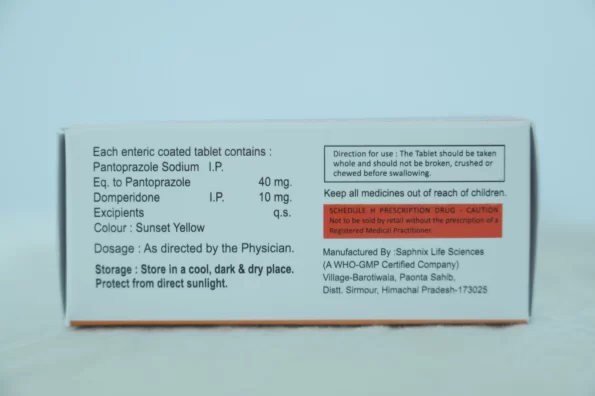 Each enteric coated tablet contains :
Pantoprazole Sodium I.P.
Eq. to Pantoprazole 40 mg.
Domperidone I.P. 10 mg.
Excipients q.s.
Colour : Sunset Yellow
Dosage : As directed by the Physician.
Storage : Store in a cool, dark & dry place.
Protect from direct sunlight.
Direction for use : The Tablet should be taken
whole and should not be broken, crushed or
chewed before swallowing.
Keep all medicines out of reach of children.
SCHEDULE H PRESCRIPTION DRUG - CAUTION
Not to be sold by retail without the prescription of a
Registered Medical Practitioner.
Manufactured By :Saphnix Life Sciences
(A WHO-GMP Certified Company)
Village-Barotiwala, Paonta Sahib,
Distt. Sirmour, Himachal Pradesh-173025